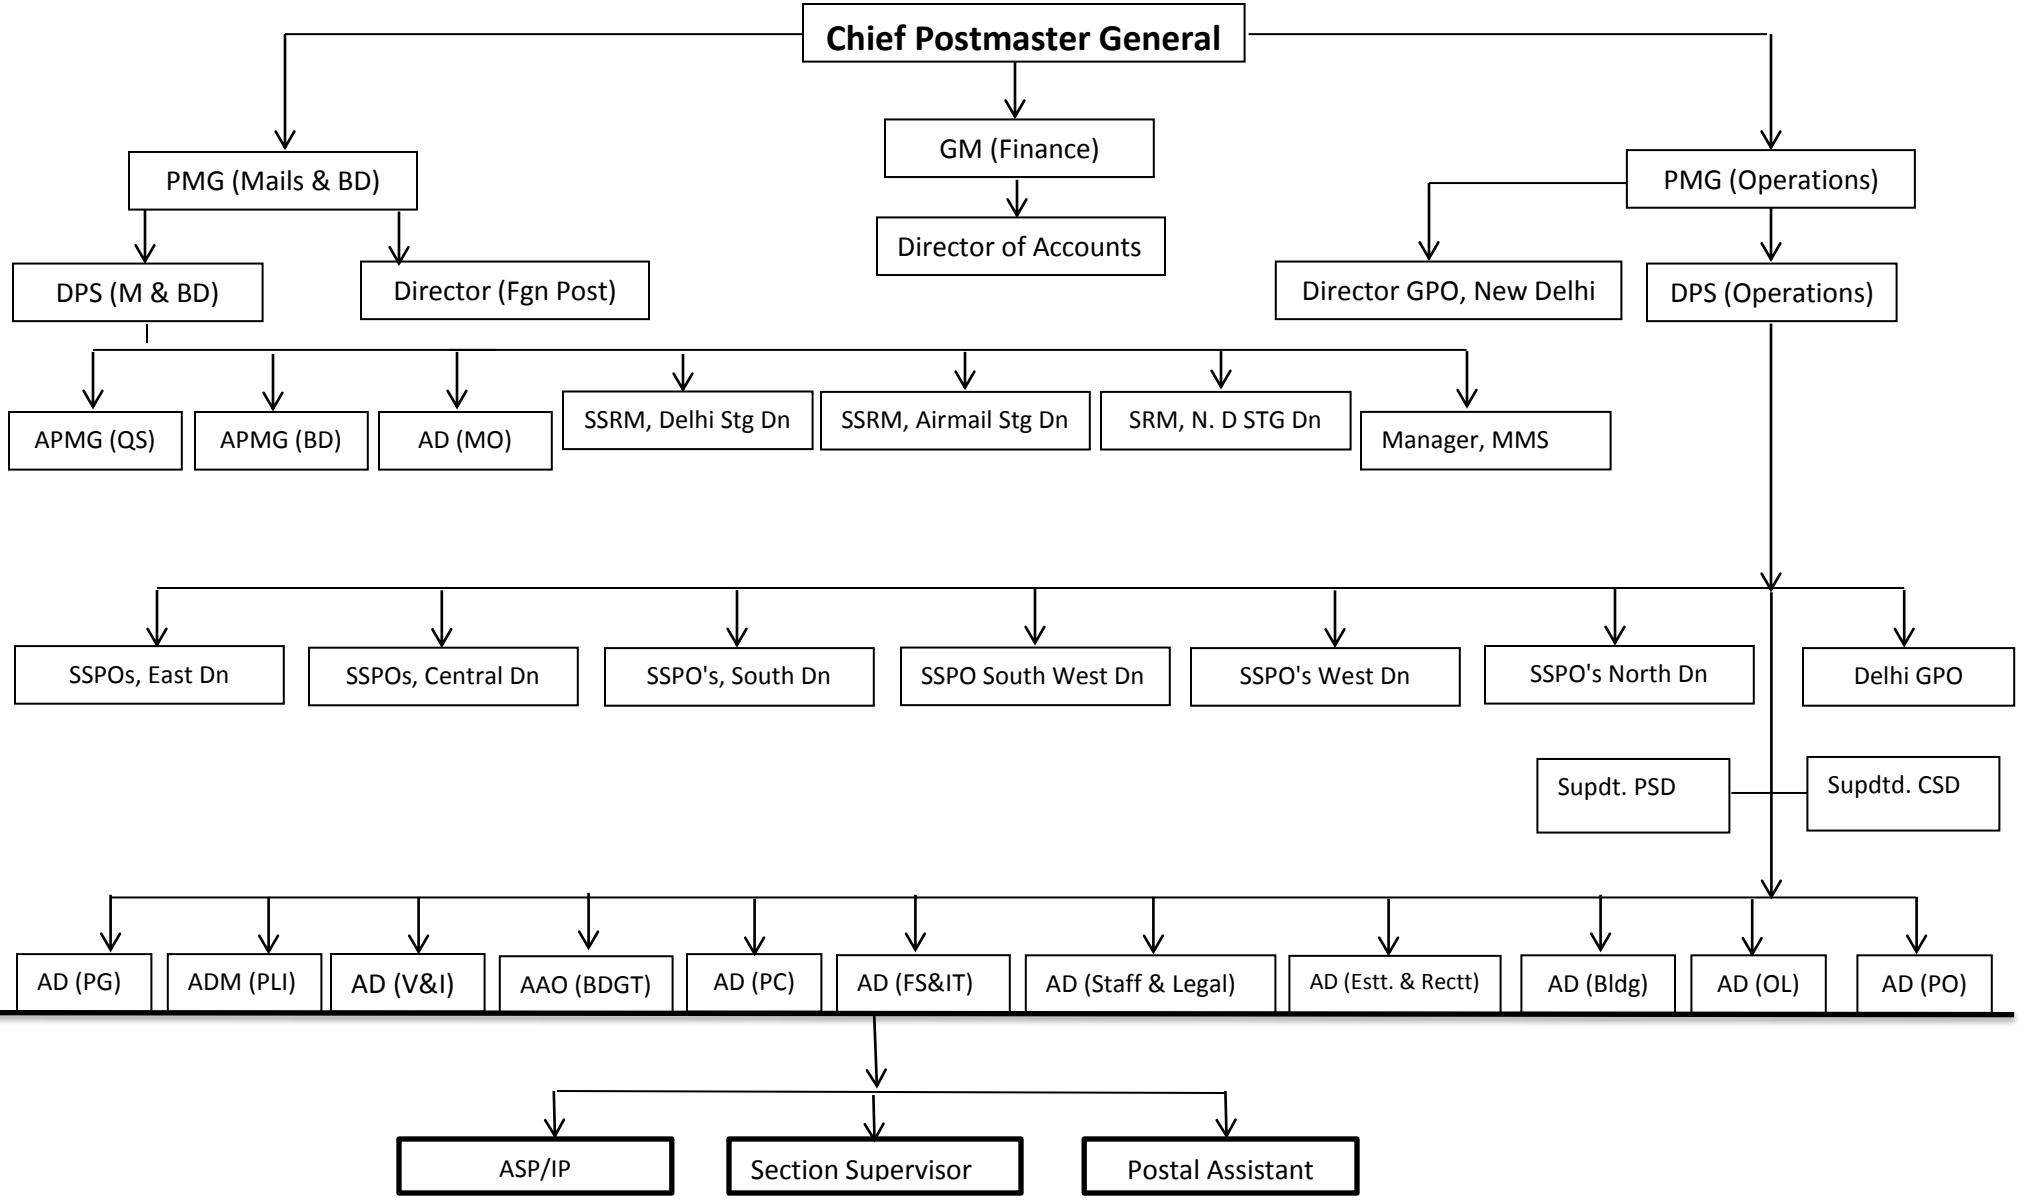 Chief Postmaster General
GM (Finance)
PMG (Mails & BD)
PMG (Operations)
Director of Accounts
DPS (M & BD)
Director (Fgn Post)
Director GPO, New Delhi
DPS (Operations)
APMG (QS)
APMG (BD)
AD (MO)
SSRM, Delhi Stg Dn
SSRM, Airmail Stg Dn
SRM, N. D STG Dn
Manager, MMS
SSPOs, East Dn
SSPOs, Central Dn
SSPO's, South Dn
SSPO South West Dn
SSPO's West Dn
SSPO's North Dn
Delhi GPO
Supdt. PSD
Supdtd. CSD
AD (PG)
ADM (PLI)
AD (V&I)
AAO (BDGT)
AD (PC)
AD (FS&IT)
AD (Staff & Legal)
AD (Estt. & Rectt)
AD (Bldg)
AD (OL)
AD (PO)
ASP/IP
Section Supervisor
Postal Assistant